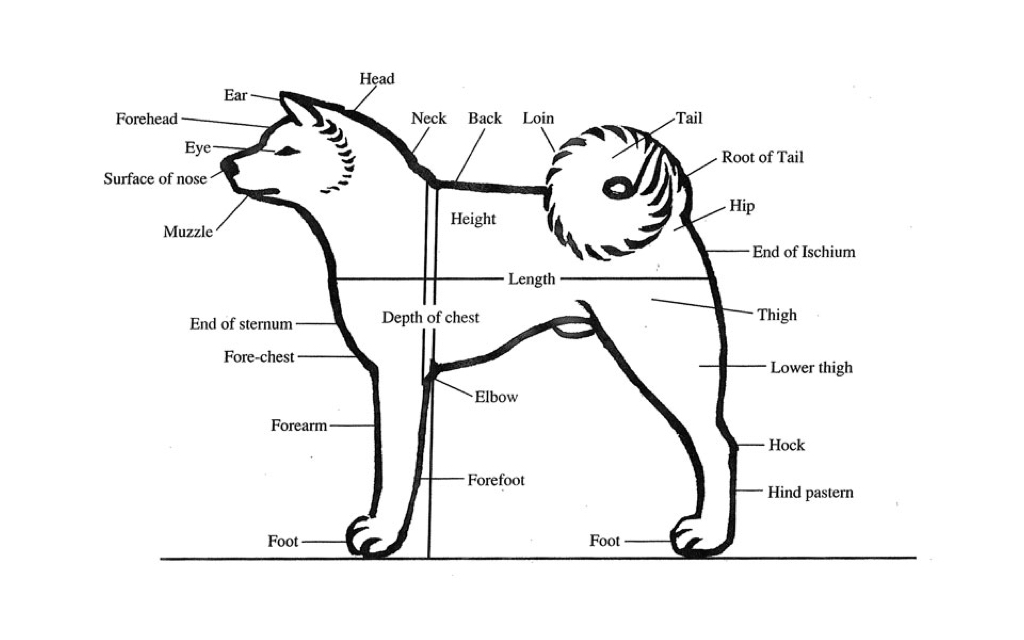 Head
Ear
Forehead
Neck
Back
Loin
Tail
Eye
Root of Tail
Surface of nose
Hip
Height
Muzzle
End of Ischium
Length
Thigh
Depth of chest
End of sternum
Fore-chest
Lower thigh
Elbow
Forearm
Hock
Forefoot
Hind pastern
Foot
Foot